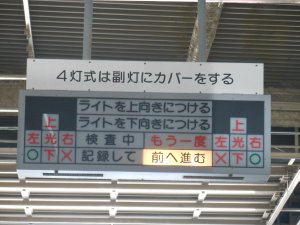 4灯式は副灯にカバーをする
ライトを上向きにつける
ライトを下向きにつける
上
左光右
○下×
検査中 もう一度
記録して 前へ進む
上
左光右
○下×